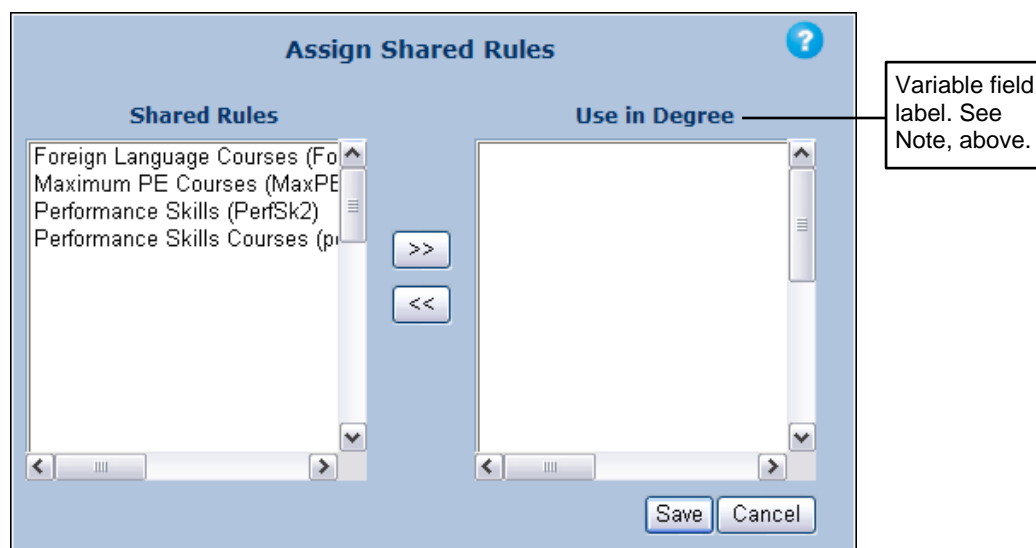 Assign Shared Rules
?
Shared Rules
Foreign Language Courses (Fo
Maximum PE Courses (MaxPE
Performance Skills (PerfSk2)
Performance Skills Courses (p
>>
<<
Use in Degree
Save
Cancel
Variable field
label. See
Note, above.